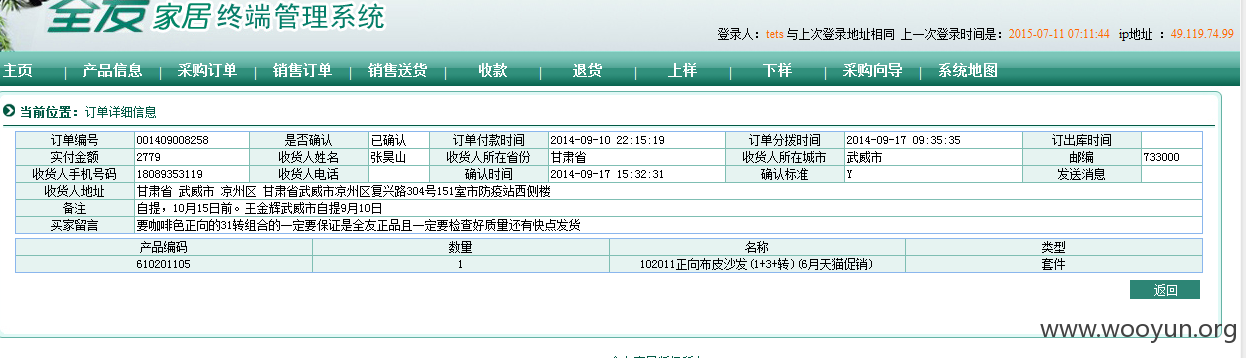 全友家居终端管理系统
登录人：tets 与上次登录地址相同 上一次登录时间是：2015-07-11 07:11:44 ip地址 ：49.119.74.99
主页 | 产品信息 | 采购订单 | 销售订单 | 销售送货 | 收款 | 退货 | 上样 | 下样 | 采购向导 | 系统地图
当前位置：订单详细信息
订单编号 001409008258 是否确认 已确认 订单付款时间 2014-09-10 22:15:19 订单分拨时间 2014-09-17 09:35:35 订出库时间
实付金额 2779 收货人姓名 张昊山 收货人所在省份 甘肃省 收货人所在城市 武威市 邮编 733000
收货人手机号码 18089353119 收货人电话 确认时间 2014-09-17 15:32:31 确认标准 Y 发送消息
收货人地址 甘肃省 武威市 凉州区 甘肃省武威市凉州区复兴路304号151室市防疫站西侧楼
备注 自提，10月15日前。王金辉武威市自提9月10日
买家留言 要咖啡色正向的31转组合的一定要保证是全友正品且一定要检查好质量还有快点发货
产品编码 数量 名称 类型
610201105 1 102011正向布皮沙发(1+3+转)(6月天猫促销) 套件
返回
www.wooyun.org